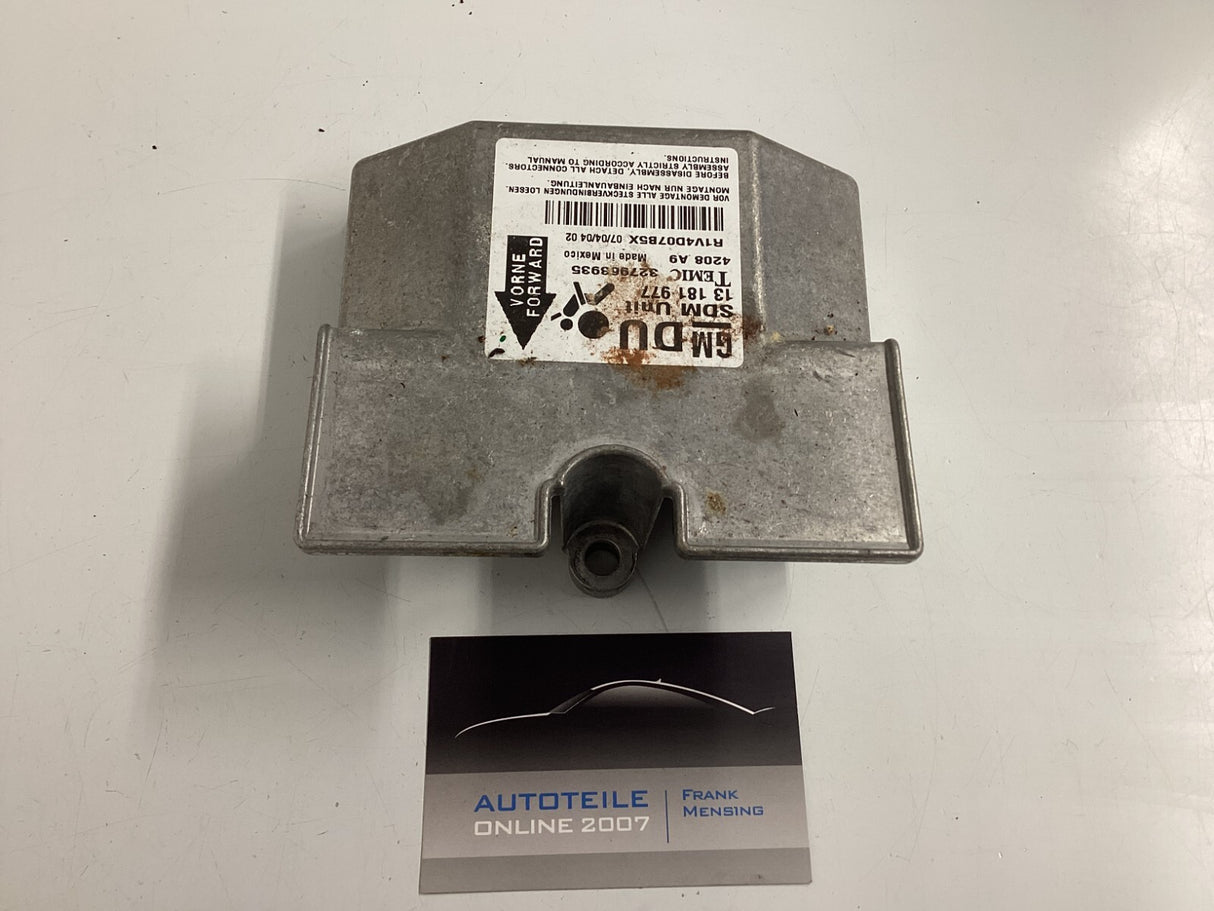 GM DU
SDM Unit
13 181 977
TEMIC 327963935
4208 A9 Made in Mexico
R1V4D07B5X 07/04/04 02
VORNE
FORWARD
VOR DEMONTAGE ALLE STECKVERBINDUNGEN LOESEN.
MONTAGE NUR NACH EINBAUANLEITUNG.
BEFORE DISASSEMBLY, DETACH ALL CONNECTORS.
ASSEMBLY STRICTLY ACCORDING TO MANUAL
INSTRUCTIONS.
AUTOTEILE
ONLINE 2007
FRANK
MENSING